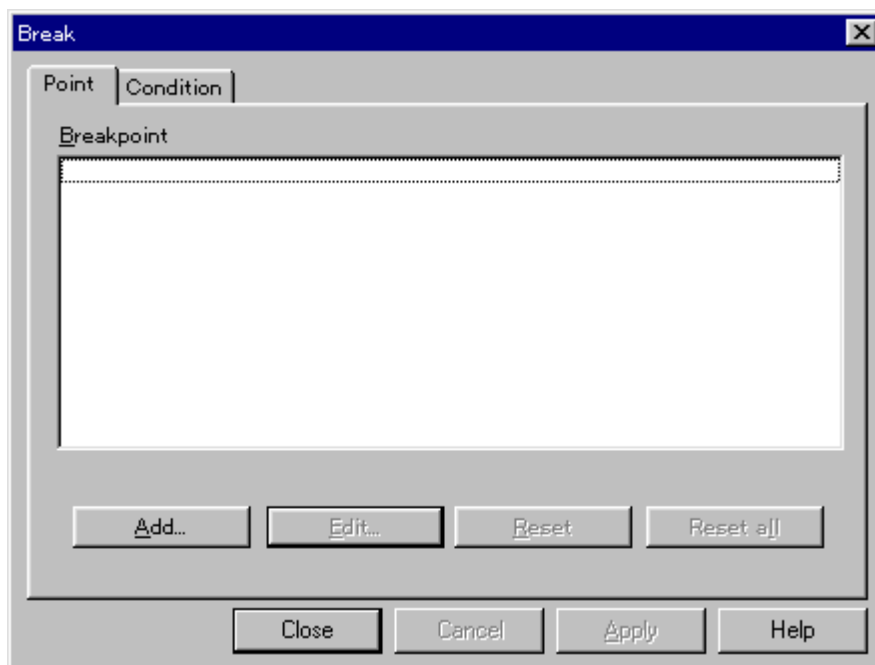 Break
Point Condition
Breakpoint
Add... Edit... Reset Reset all
Close Cancel Apply Help